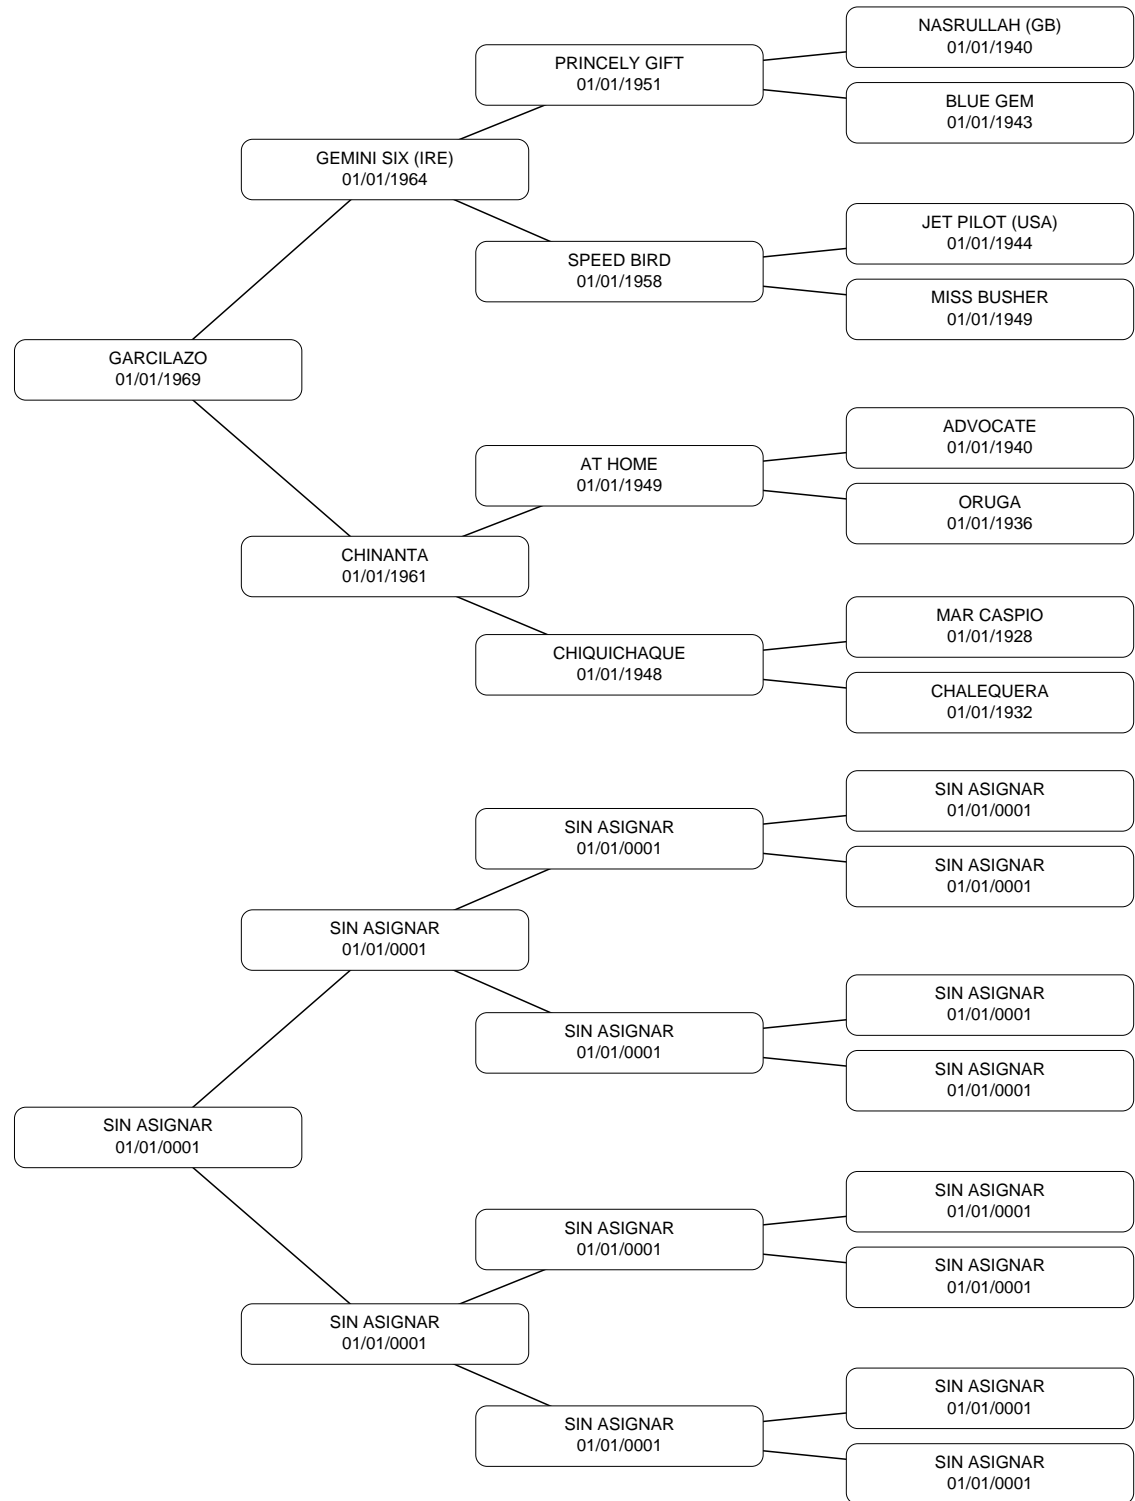 NASRULLAH (GB)
01/01/1940
PRINCELY GIFT
01/01/1951
BLUE GEM
01/01/1943
GEMINI SIX (IRE)
01/01/1964
JET PILOT (USA)
01/01/1944
SPEED BIRD
01/01/1958
MISS BUSHER
01/01/1949
GARCILAZO
01/01/1969
ADVOCATE
01/01/1940
AT HOME
01/01/1949
ORUGA
01/01/1936
CHINANTA
01/01/1961
MAR CASPIO
01/01/1928
CHIQUICHAQUE
01/01/1948
CHALEQUERA
01/01/1932
SIN ASIGNAR
01/01/0001
SIN ASIGNAR
01/01/0001
SIN ASIGNAR
01/01/0001
SIN ASIGNAR
01/01/0001
SIN ASIGNAR
01/01/0001
SIN ASIGNAR
01/01/0001
SIN ASIGNAR
01/01/0001
SIN ASIGNAR
01/01/0001
SIN ASIGNAR
01/01/0001
SIN ASIGNAR
01/01/0001
SIN ASIGNAR
01/01/0001
SIN ASIGNAR
01/01/0001
SIN ASIGNAR
01/01/0001
SIN ASIGNAR
01/01/0001
SIN ASIGNAR
01/01/0001